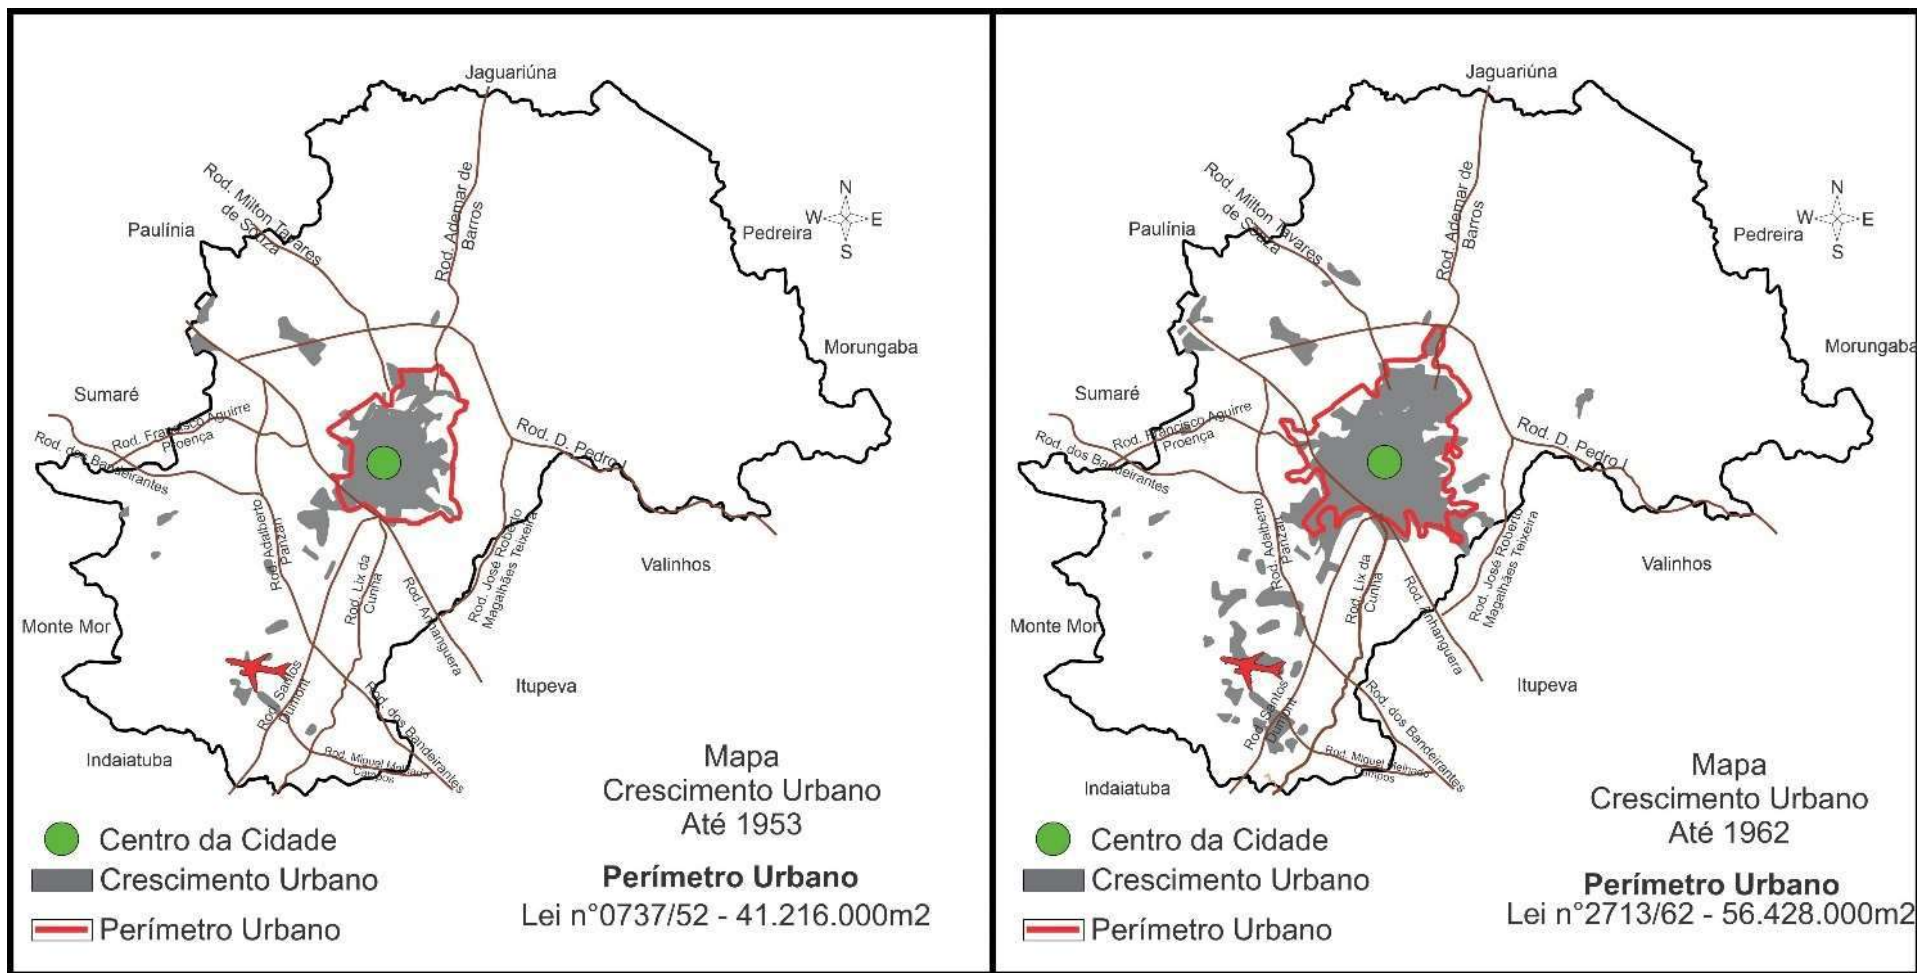 Jaguariúna
Rod. Milton Tavares
de Souza
Rod. Ademar de
Barros
Paulínia
Pedreira
N
W
E
S
Morungaba
Sumaré
Rod. Francisco Aguirre
Proença
Rod. dos Bandeirantes
Rod. D. Pedro I
Rod. Adalberto
Panzan
Rod. Lix da
Cunha
Rod. Anhanguera
Rod. José Roberto
Magalhães Teixeira
Valinhos
Monte Mor
Itupeva
Rod. Santos
Dumont
Rod. dos Bandeirantes
Rod. Miguel Melhado
Campos
Indaiatuba
Mapa
Crescimento Urbano
Até 1953
Centro da Cidade
Crescimento Urbano
Perímetro Urbano
Perímetro Urbano
Lei n°0737/52 - 41.216.000m2
Jaguariúna
Rod. Milton Tavares
de Souza
Rod. Ademar de
Barros
Paulínia
Pedreira
N
W
E
S
Morungaba
Sumaré
Rod. Francisco Aguirre
Proença
Rod. dos Bandeirantes
Rod. D. Pedro I
Rod. Adalberto
Panzan
Rod. Lix da
Cunha
Rod. Anhanguera
Rod. José Roberto
Magalhães Teixeira
Valinhos
Monte Mor
Itupeva
Rod. Santos
Dumont
Rod. dos Bandeirantes
Rod. Miguel Melhado
Campos
Indaiatuba
Mapa
Crescimento Urbano
Até 1962
Centro da Cidade
Crescimento Urbano
Perímetro Urbano
Perímetro Urbano
Lei n°2713/62 - 56.428.000m2